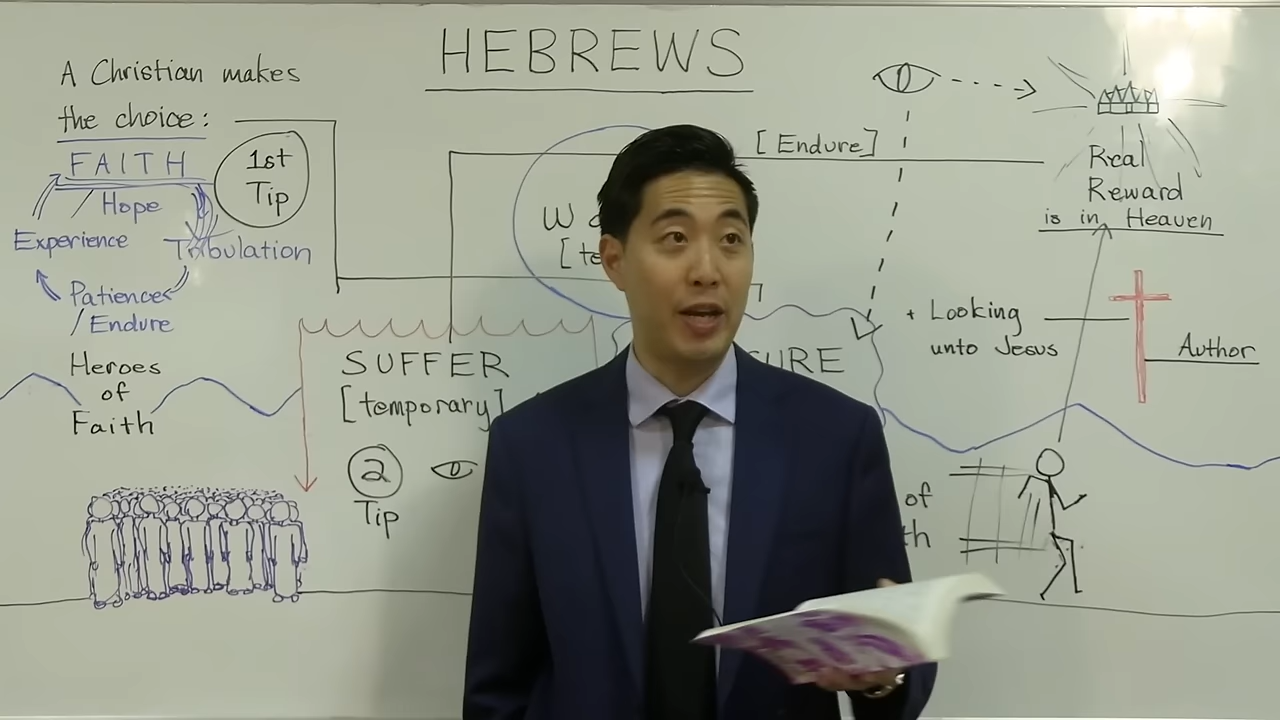 HEBREWS
A Christian makes
the choice:
FAITH
/ Hope
Experience
Tribulation
Patience
/ Endure
1st
Tip
Heroes
of
Faith
[Endure]
SUFFER
[temporary]
2
Tip
of
Real
Reward
is in Heaven
+ Looking
unto Jesus
Author